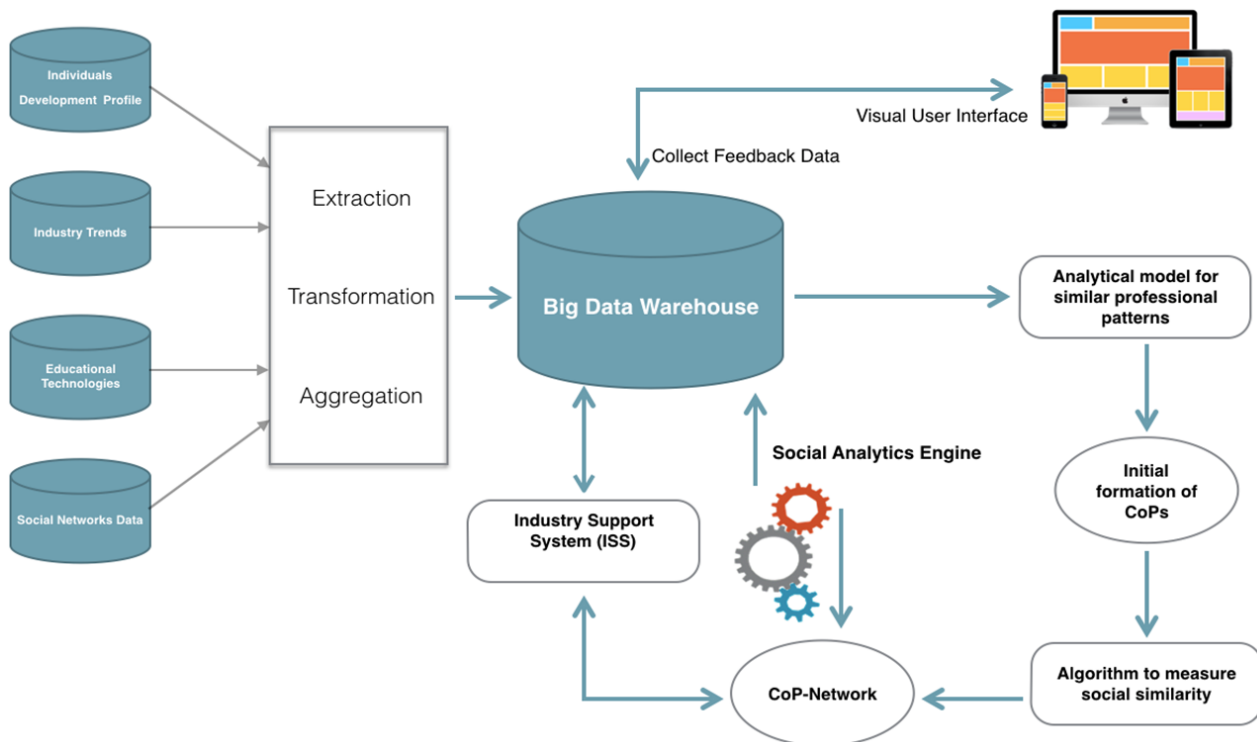 Individuals
Development Profile
Industry Trends
Educational
Technologies
Social Networks Data
Extraction
Transformation
Aggregation
Visual User Interface
Collect Feedback Data
Big Data Warehouse
Analytical model for
similar professional
patterns
Social Analytics Engine
Initial
formation of
CoPs
Industry Support
System (ISS)
CoP-Network
Algorithm to measure
social similarity